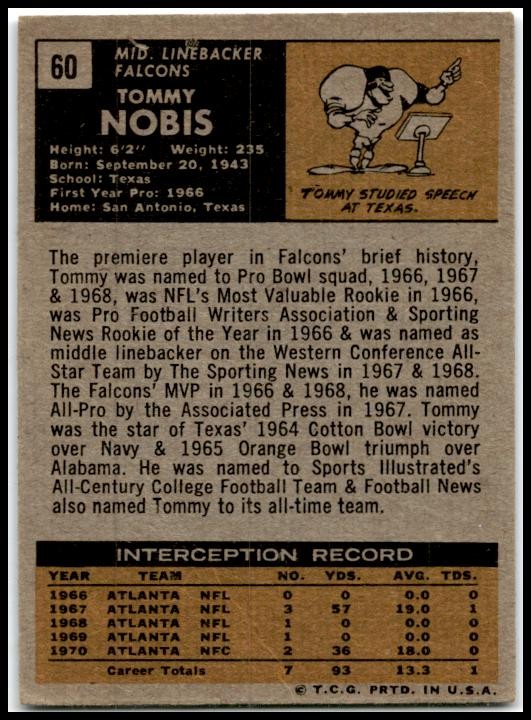 60
MID. LINEBACKER
FALCONS
TOMMY
NOBIS
Height: 6'2" Weight: 235
Born: September 20, 1943
School: Texas
First Year Pro: 1966
Home: San Antonio, Texas
TOMMY STUDIED SPEECH
AT TEXAS.
The premiere player in Falcons' brief history,
Tommy was named to Pro Bowl squad, 1966, 1967
& 1968, was NFL's Most Valuable Rookie in 1966,
was Pro Football Writers Association & Sporting
News Rookie of the Year in 1966 & was named as
middle linebacker on the Western Conference All-
Star Team by The Sporting News in 1967 & 1968.
The Falcons' MVP in 1966 & 1968, he was named
All-Pro by the Associated Press in 1967. Tommy
was the star of Texas' 1964 Cotton Bowl victory
over Navy & 1965 Orange Bowl triumph over
Alabama. He was named to Sports Illustrated's
All-Century College Football Team & Football News
also named Tommy to its all-time team.
INTERCEPTION RECORD
YEAR TEAM NO. YDS. AVG. TDS.
1966 ATLANTA NFL 0 0 0.0 0
1967 ATLANTA NFL 3 57 19.0 1
1968 ATLANTA NFL 1 0 0.0 0
1969 ATLANTA NFL 1 0 0.0 0
1970 ATLANTA NFC 2 36 18.0 0
Career Totals 7 93 13.3 1
© T.C.G. PRTD. IN U.S.A.